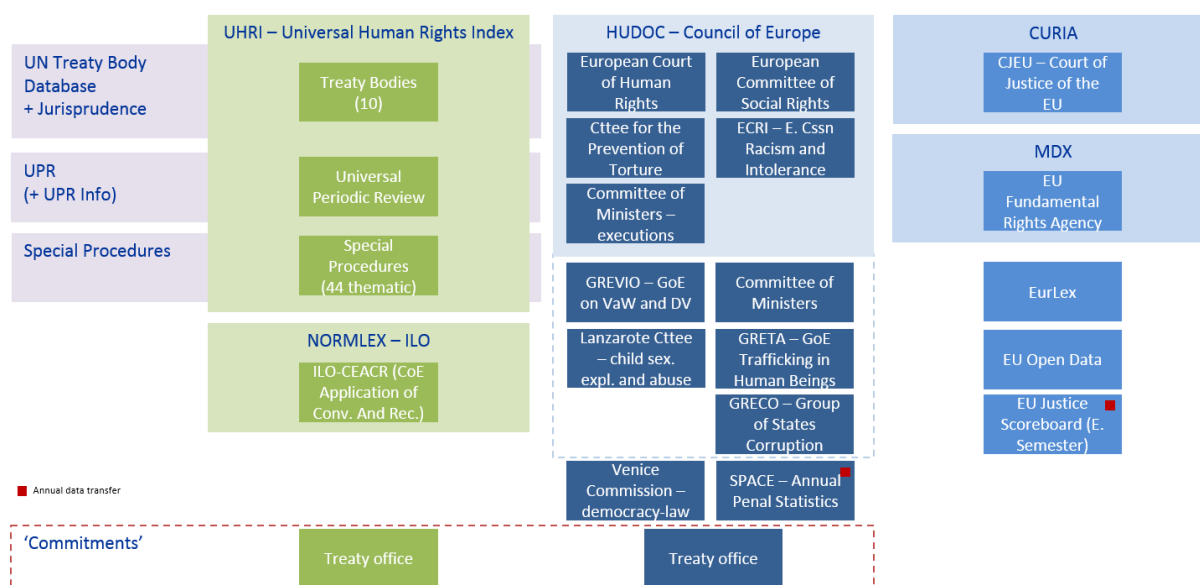 UN Treaty Body
Database
+ Jurisprudence
UPR
(+ UPR Info)
Special Procedures
UHRI – Universal Human Rights Index
Treaty Bodies
(10)
Universal
Periodic Review
Special
Procedures
(44 thematic)
NORMLEX – ILO
ILO-CEACR (CoE
Application of
Conv. And Rec.)
HUDOC – Council of Europe
European Court
of Human
Rights
European
Committee of
Social Rights
Cttee for the
Prevention of
Torture
ECRI – E. Cssn
Racism and
Intolerance
Committee of
Ministers –
executions
GREVIO – GoE
on VaW and DV
Committee of
Ministers
Lanzarote Cttee
– child sex.
expl. and abuse
GRETA – GoE
Trafficking in
Human Beings
GRECO – Group
of States
Corruption
Venice
Commission –
democracy-law
SPACE – Annual
Penal Statistics
CURIA
CJEU – Court of
Justice of the
EU
MDX
EU
Fundamental
Rights Agency
EurLex
EU Open Data
EU Justice
Scoreboard (E.
Semester)
Annual data transfer
‘Commitments’
Treaty office
Treaty office